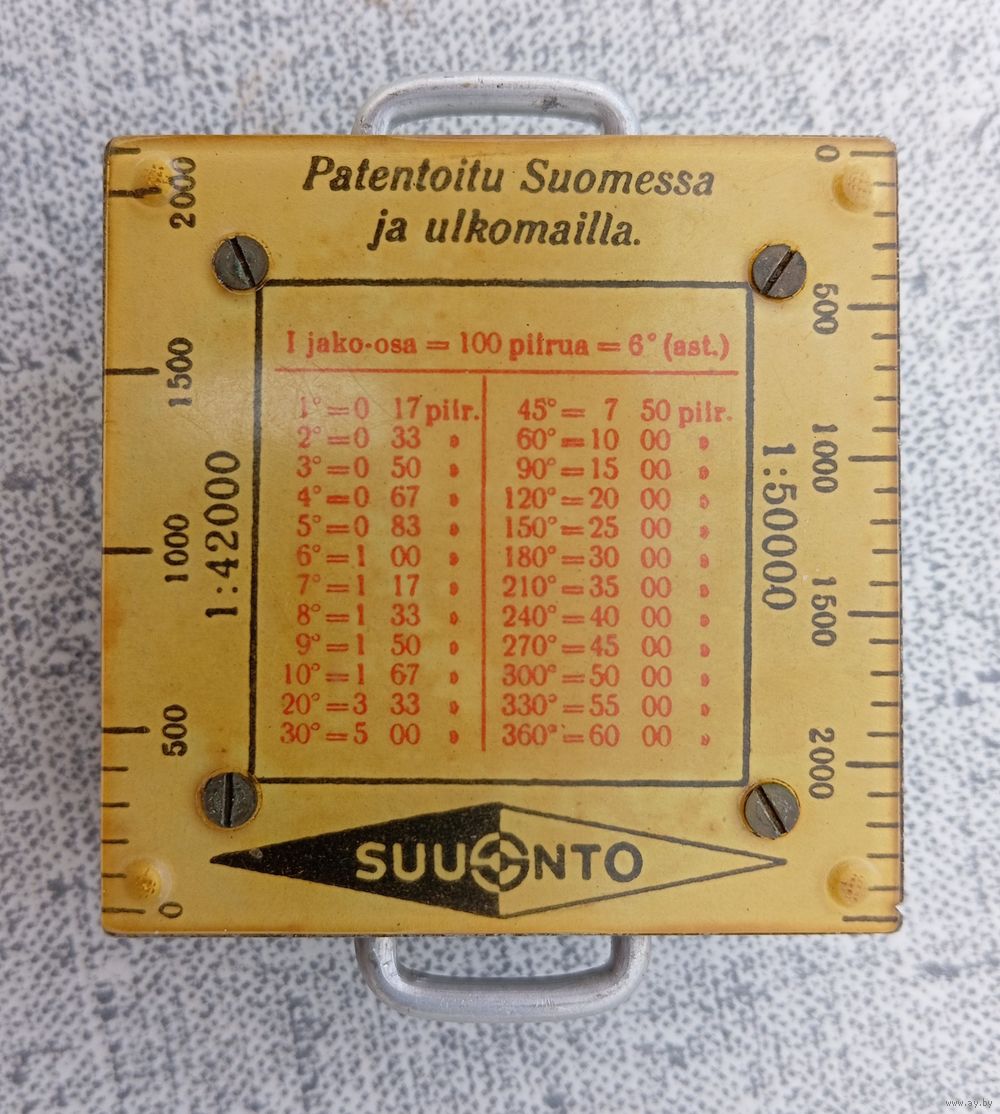 Patentoitu Suomessa
ja ulkomailla.
1 jako-osa = 100 piirua = 6° (ast.)
1° = 0 17 piir. 45° = 7 50 piir.
2° = 0 33 " 60° = 10 00 "
3° = 0 50 " 90° = 15 00 "
4° = 0 67 " 120° = 20 00 "
5° = 0 83 " 150° = 25 00 "
6° = 1 00 " 180° = 30 00 "
7° = 1 17 " 210° = 35 00 "
8° = 1 33 " 240° = 40 00 "
9° = 1 50 " 270° = 45 00 "
10° = 1 67 " 300° = 50 00 "
20° = 3 33 " 330° = 55 00 "
30° = 5 00 " 360° = 60 00 "
0 500 1000 1500 2000
1:42000
0 500 1000 1500 2000
1:50000
SUUNTO
www.ay.by